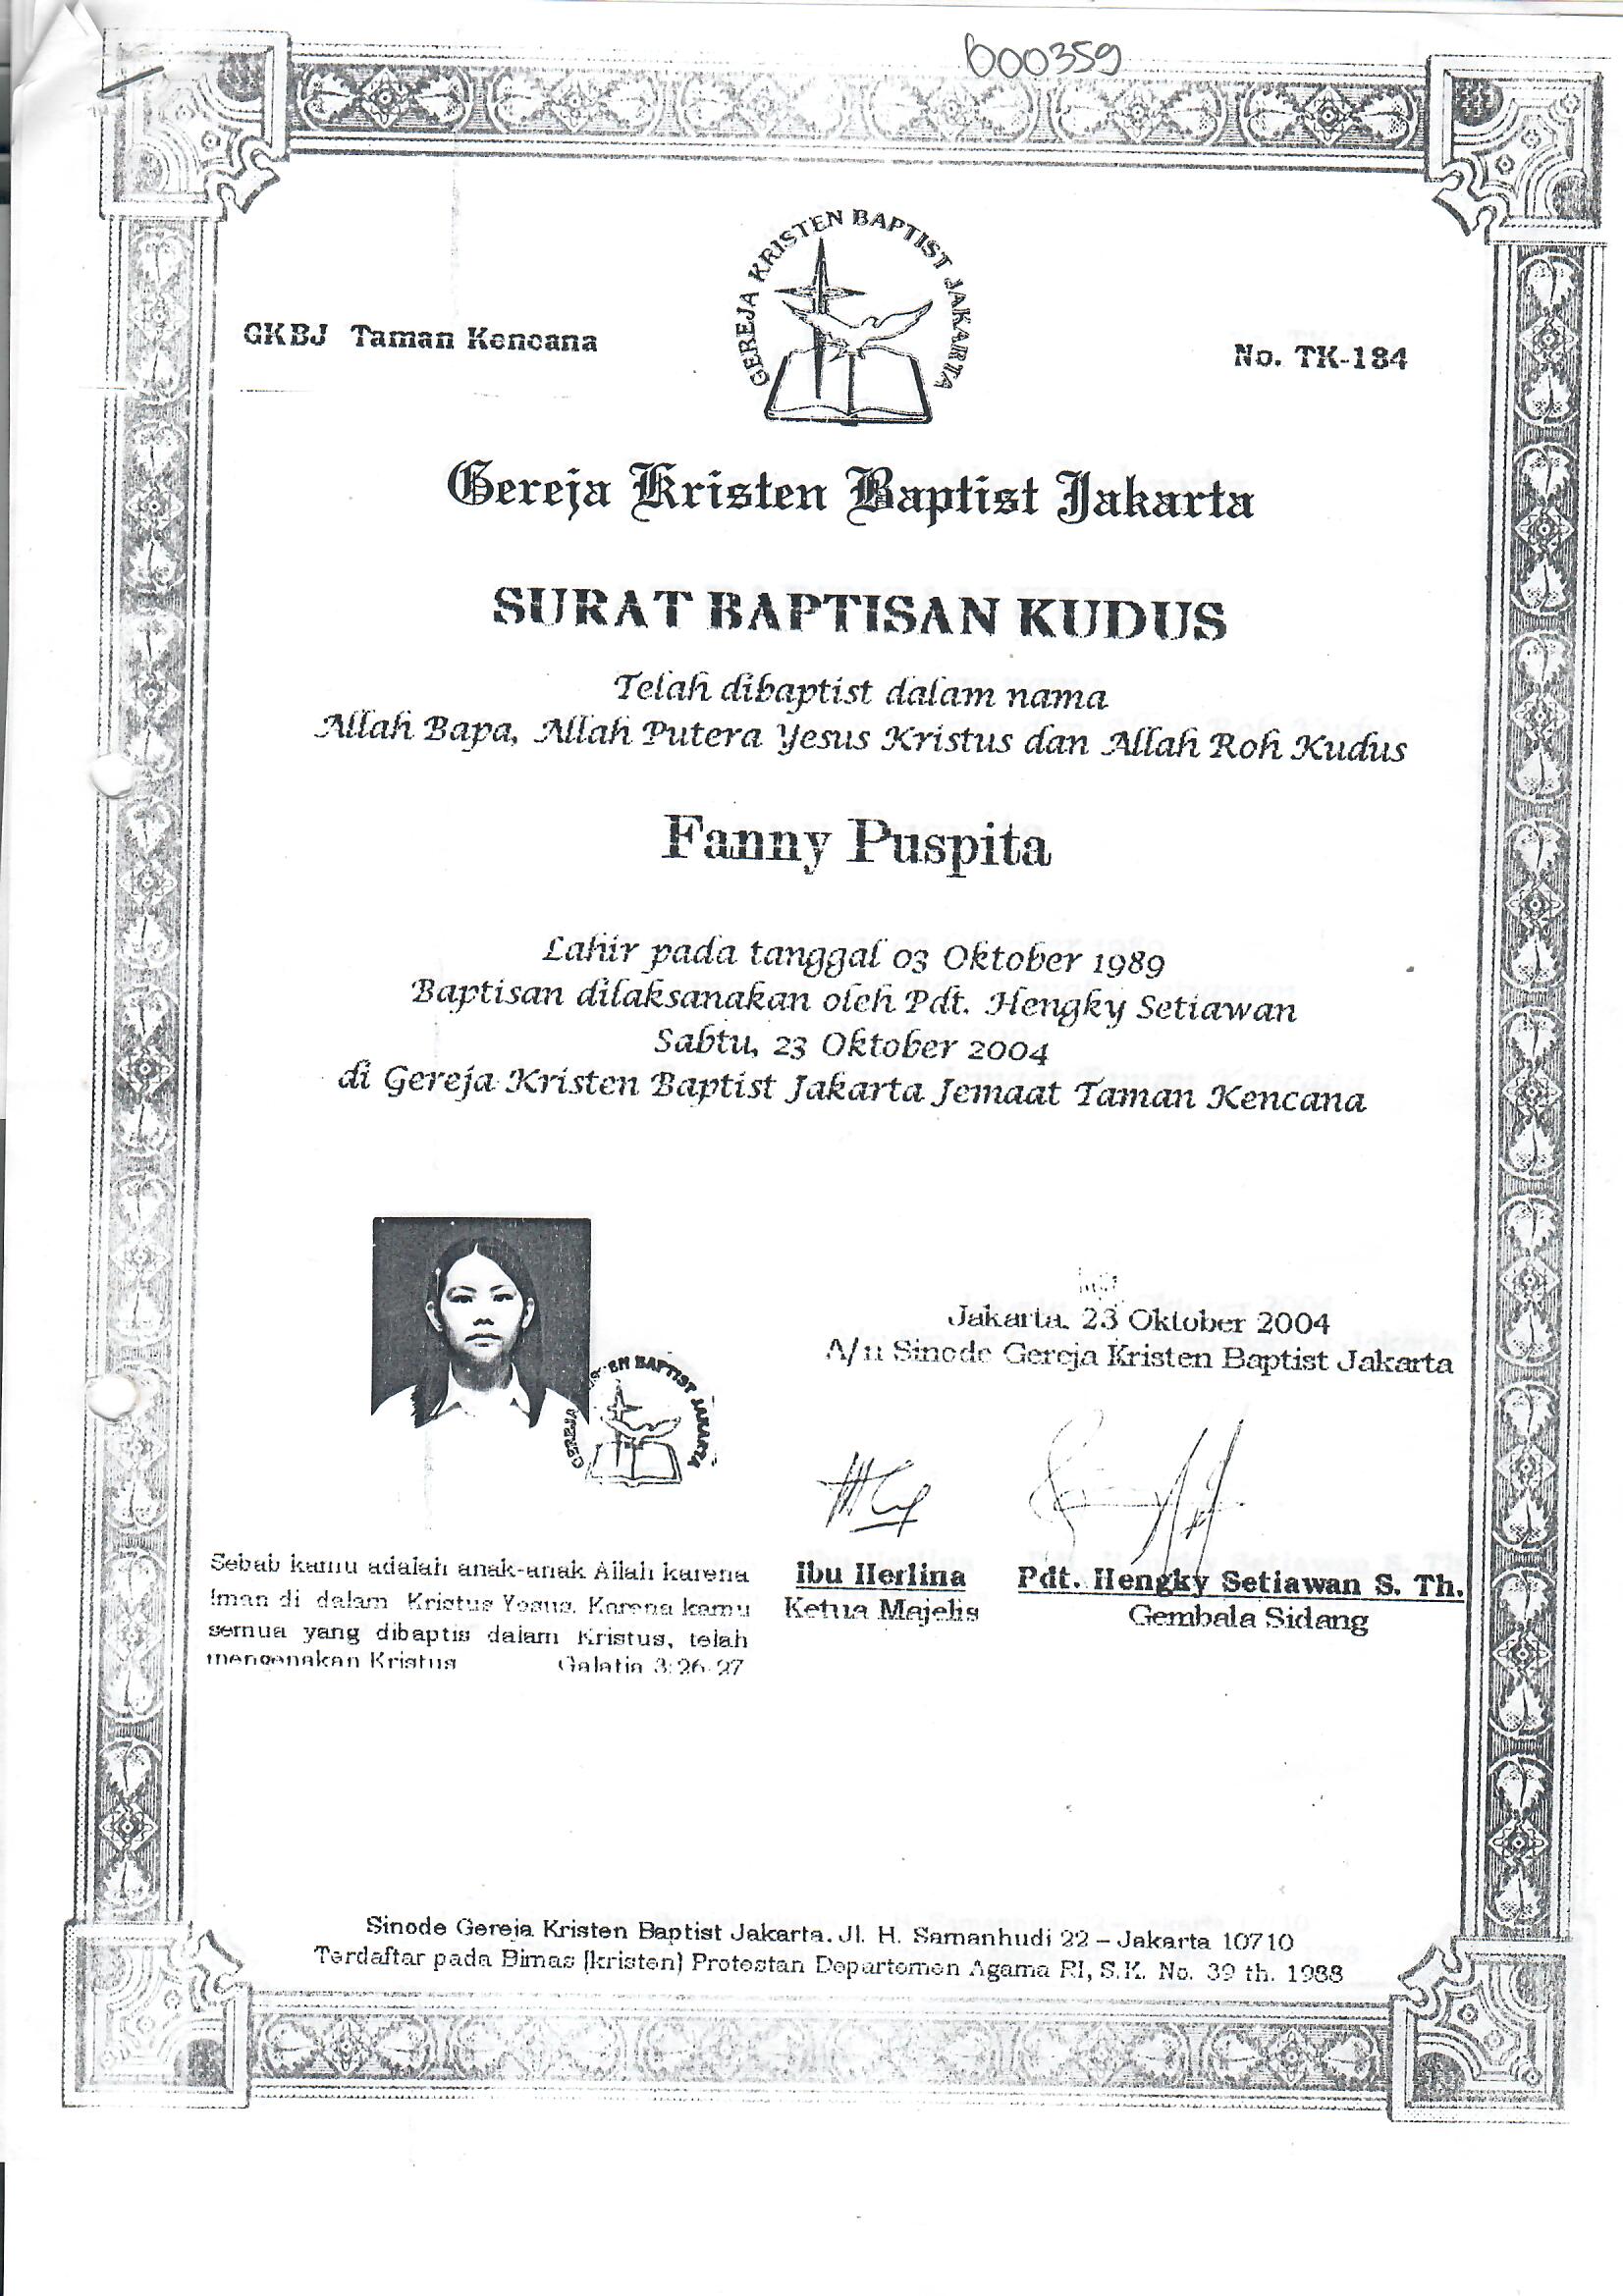 b00359
GEREJA KRISTEN BAPTIST JAKARTA
GKBJ Taman Kencana
No. TK-184
Gereja Kristen Baptist Jakarta
SURAT BAPTISAN KUDUS
Telah dibaptist dalam nama
Allah Bapa, Allah Putera Yesus Kristus dan Allah Roh Kudus
Fanny Puspita
Lahir pada tanggal 03 Oktober 1989
Baptisan dilaksanakan oleh Pdt. Hengky Setiawan
Sabtu, 23 Oktober 2004
di Gereja Kristen Baptist Jakarta Jemaat Taman Kencana
Jakarta, 23 Oktober 2004
A/n Sinode Gereja Kristen Baptist Jakarta
GEREJA KRISTEN BAPTIST JAKARTA
Ibu Herlina
Ketua Majelis
Pdt. Hengky Setiawan S. Th.
Gembala Sidang
Sebab kamu adalah anak-anak Allah karena
Iman di dalam Kristus Yesus. Karena kamu
semua yang dibaptis dalam Kristus, telah
mengenakan Kristus Galatia 3:26-27
Sinode Gereja Kristen Baptist Jakarta. Jl. H. Samanhudi 22 – Jakarta 10710
Terdaftar pada Bimas (kristen) Protestan Departemen Agama RI, S.K. No. 39 th. 1988